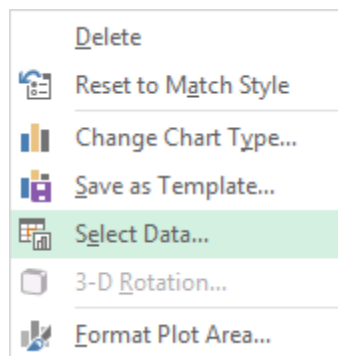 Delete
Reset to Match Style
Change Chart Type...
Save as Template...
Select Data...
3-D Rotation...
Format Plot Area...